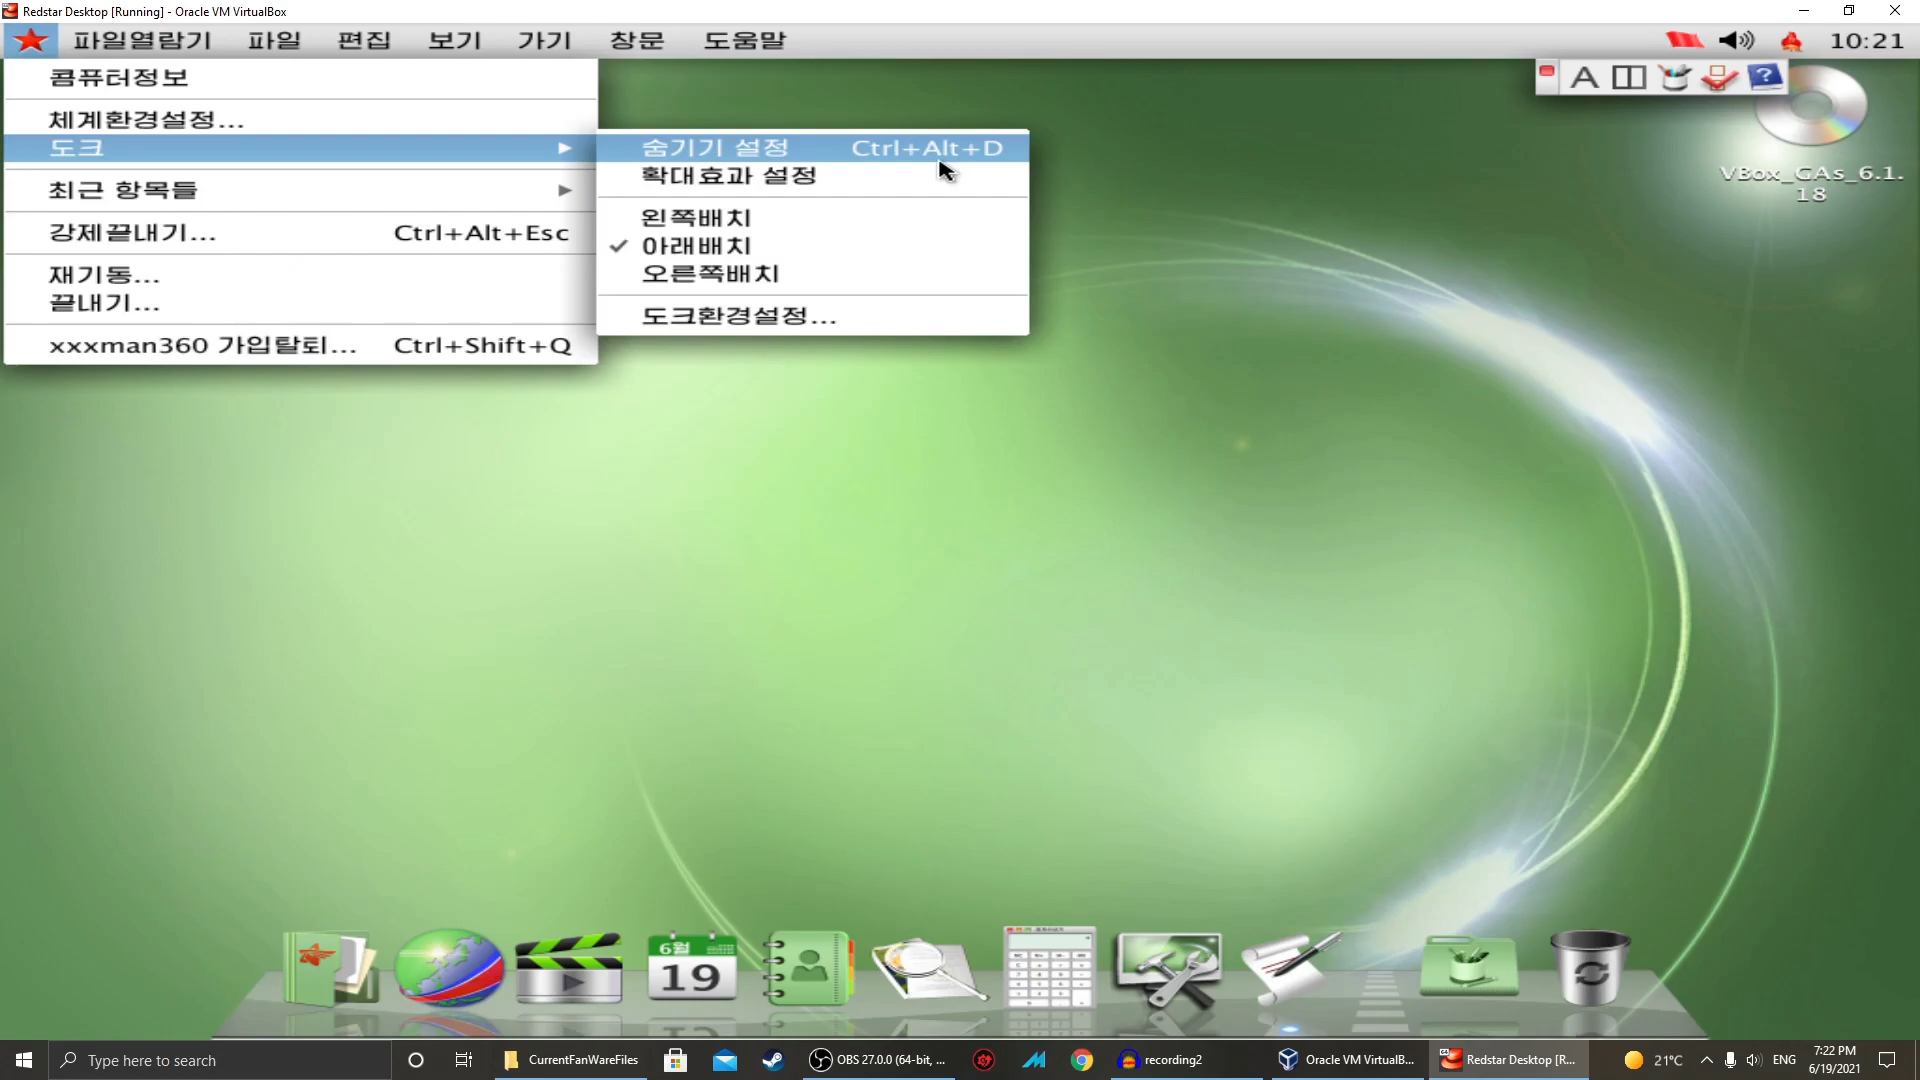 Redstar Desktop [Running] - Oracle VM VirtualBox
파일열람기 파일 편집 보기 가기 창문 도움말 10:21
콤퓨터정보
체계환경설정...
도크
최근 항목들
강제끝내기... Ctrl+Alt+Esc
재기동...
끝내기...
xxxman360 가입탈퇴... Ctrl+Shift+Q
숨기기 설정 Ctrl+Alt+D
확대효과 설정
왼쪽배치
아래배치
오른쪽배치
도크환경설정...
A
?
VBox_GAs_6.1.
18
6월
19
Type here to search
CurrentFanWareFiles
OBS 27.0.0 (64-bit, ...
recording2
Oracle VM VirtualB...
Redstar Desktop [R...
21°C
ENG
7:22 PM
6/19/2021